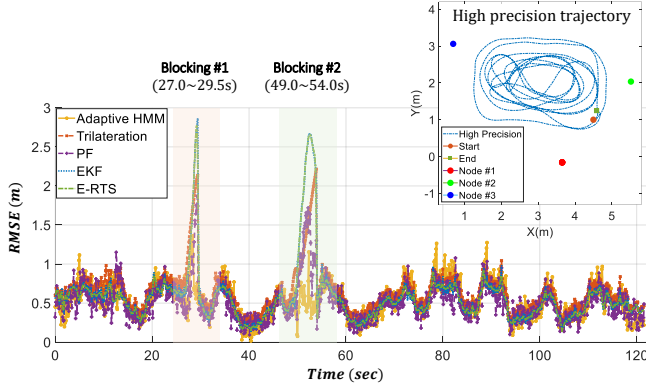 High precision trajectory
Blocking #1
(27.0~29.5s)
Blocking #2
(49.0~54.0s)
4
3
2
1
0
-1
Y(m)
High Precision
Start
End
Node #1
Node #2
Node #3
1 2 3 4 5
X(m)
3
2.5
2
1.5
1
0.5
0
RMSE (m)
Adaptive HMM
Trilateration
PF
EKF
E-RTS
0 20 40 60 80 100 120
Time (sec)